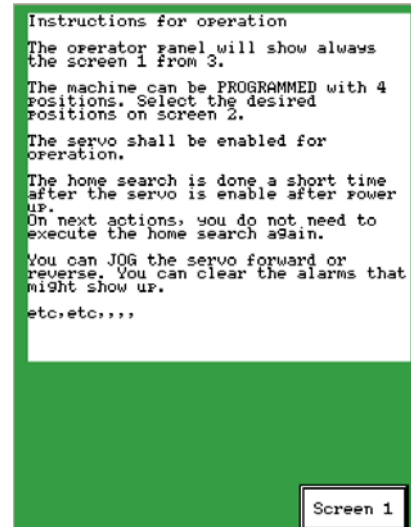 Instructions for operation
The operator panel will show always
the screen 1 from 3.
The machine can be PROGRAMMED with 4
positions. Select the desired
positions on screen 2.
The servo shall be enabled for
operation.
The home search is done a short time
after the servo is enable after power
up.
On next actions, you do not need to
execute the home search again.
You can JOG the servo forward or
reverse. You can clear the alarms that
might show up.
etc,etc,,,,
Screen 1